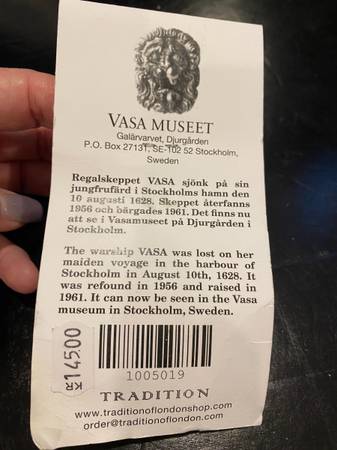 VASA MUSEET
Galärvarvet, Djurgården
P.O. Box 27131, SE-102 52 Stockholm,
Sweden
Regalskeppet VASA sjönk på sin
jungfrufärd i Stockholms hamn den
10 augusti 1628. Skeppet återfanns
1956 och bärgades 1961. Det finns nu
att se i Vasamuseet på Djurgården i
Stockholm.
The warship VASA was lost on her
maiden voyage in the harbour of
Stockholm in August 10th, 1628. It
was refound in 1956 and raised in
1961. It can now be seen in the Vasa
museum in Stockholm, Sweden.
KR 145.00
1005019
TRADITION
www.traditionoflondonshop.com
order@traditionoflondon.com